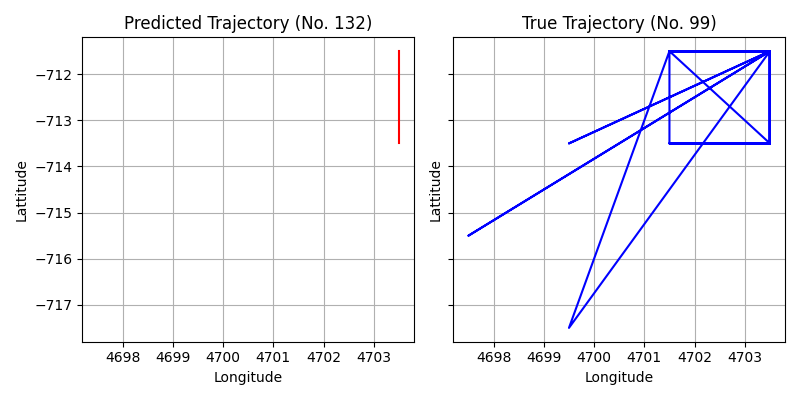 Predicted Trajectory (No. 132)
True Trajectory (No. 99)
−712
−713
−714
−715
−716
−717
Lattitude
Lattitude
4698 4699 4700 4701 4702 4703
4698 4699 4700 4701 4702 4703
Longitude
Longitude